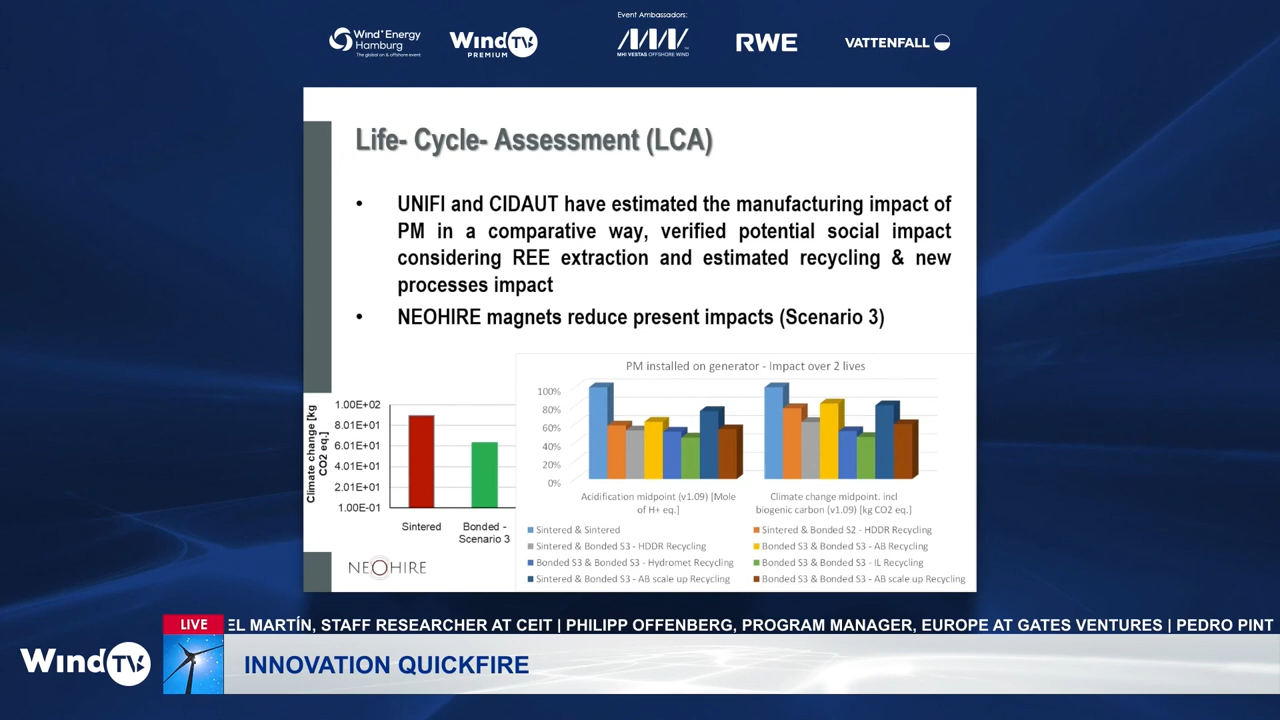 Event Ambassadors:
Wind Energy
Hamburg
The global on & offshore event
WindTV
PREMIUM
MHI VESTAS OFFSHORE WIND
RWE
VATTENFALL
Life- Cycle- Assessment (LCA)
• UNIFI and CIDAUT have estimated the manufacturing impact of
PM in a comparative way, verified potential social impact
considering REE extraction and estimated recycling & new
processes impact
• NEOHIRE magnets reduce present impacts (Scenario 3)
Climate change [kg
CO2 eq.]
1.00E+02
8.01E+01
6.01E+01
4.01E+01
2.01E+01
1.00E-01
Sintered
Bonded -
Scenario 3
PM installed on generator - Impact over 2 lives
100%
80%
60%
40%
20%
0%
Acidification midpoint (v1.09) [Mole
of H+ eq.]
Climate change midpoint. incl
biogenic carbon (v1.09) [kg CO2 eq.]
Sintered & Sintered
Sintered & Bonded S2 - HDDR Recycling
Sintered & Bonded S3 - HDDR Recycling
Bonded S3 & Bonded S3 - AB Recycling
Bonded S3 & Bonded S3 - Hydromet Recycling
Bonded S3 & Bonded S3 - IL Recycling
Sintered & Bonded S3 - AB scale up Recycling
Bonded S3 & Bonded S3 - AB scale up Recycling
NEOHIRE
LIVE
EL MARTÍN, STAFF RESEARCHER AT CEIT | PHILIPP OFFENBERG, PROGRAM MANAGER, EUROPE AT GATES VENTURES | PEDRO PINT
WindTV
INNOVATION QUICKFIRE